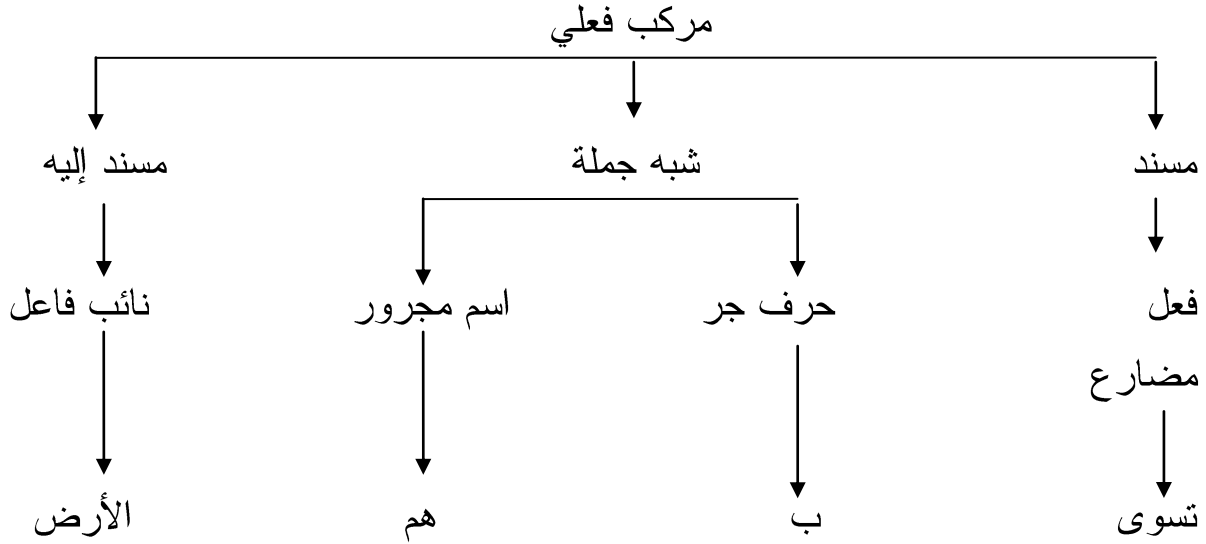 مركب فعلي
مسند شبه جملة مسند إليه
فعل حرف جر اسم مجرور نائب فاعل
مضارع
تسوى ب هم الأرض